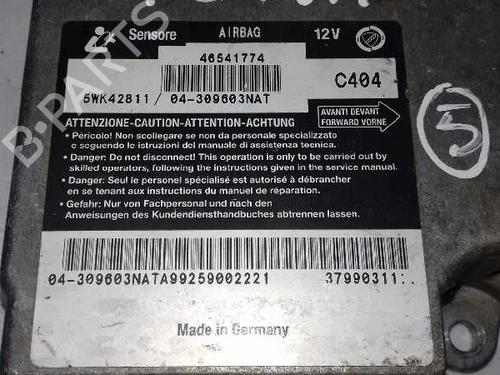 Sensore AIRBAG 12V
46541774
C404
5WK42811 / 04-309603NAT
ATTENZIONE-CAUTION-ATTENTION-ACHTUNG
AVANTI DEVANT
FORWARD VORNE
• Pericolo! Non scollegare se non da personale specializzato
e seguendo le istruzioni del manuale di assistenza tecnica.
• Danger: Do not disconnect! This operation is only to be carried out by
skilled operators, following the instructions given in the service manual.
• Danger: Seul le personel spécialisé est autorisé à débrancher
en se tenant aux instructions du manuel de réparation.
• Gefahr: Nur von Fachpersonal und nach den
Anweisungen des Kundendiensthandbuches abtrennen lassen.
5
04-309603NATA99259002221 37990311:.
Made in Germany
B-PARTS